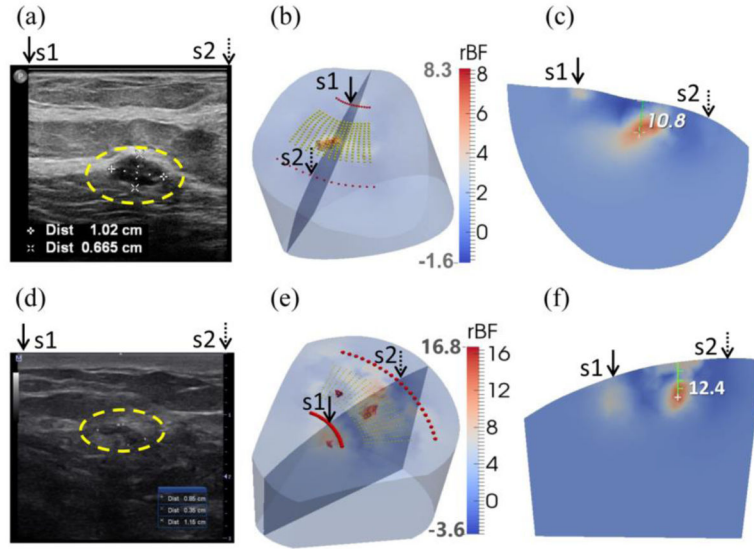 (a)
s1
s2
Dist 1.02 cm
Dist 0.665 cm
(b)
s1
s2
rBF
8.3
8
6
4
2
0
-1.6
(c)
s1
s2
10.8
(d)
s1
s2
Dist 0.85 cm
Dist 0.35 cm
Dist 1.15 cm
(e)
s1
s2
rBF
16.8
16
12
8
4
0
-3.6
(f)
s1
s2
12.4